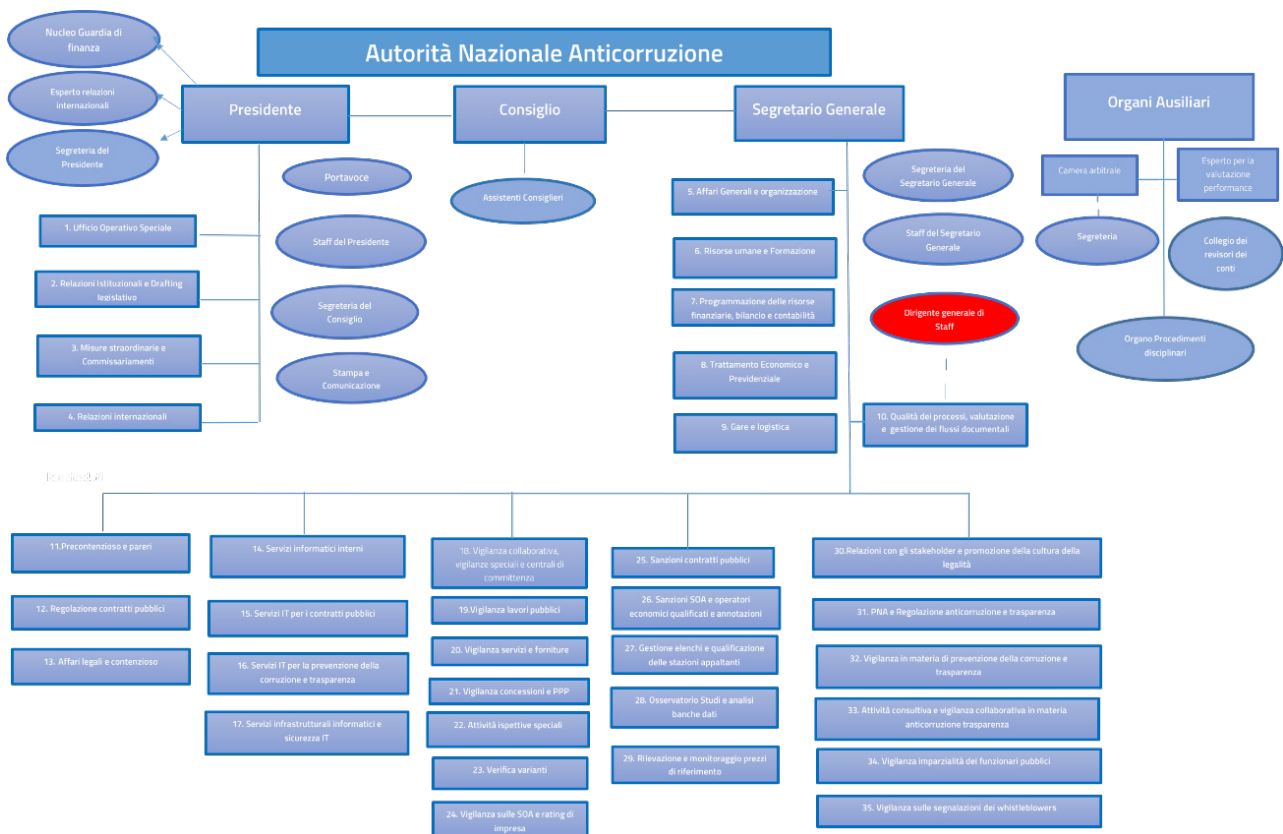 Autorità Nazionale Anticorruzione
Nucleo Guardia di
finanza
Esperto relazioni
internazionali
Segreteria del
Presidente
Presidente
Consiglio
Segretario Generale
Organi Ausiliari
Portavoce
Staff del Presidente
Segreteria del
Consiglio
Stampa e
Comunicazione
1. Ufficio Operativo Speciale
2. Relazioni Istituzionali e Drafting
legislativo
3. Misure straordinarie e
Commissariamenti
4. Relazioni internazionali
Assistenti Consiglieri
5. Affari Generali e organizzazione
6. Risorse umane e Formazione
7. Programmazione delle risorse
finanziarie, bilancio e contabilità
8. Trattamento Economico e
Previdenziale
9. Gare e logistica
Segreteria del
Segretario Generale
Staff del Segretario
Generale
Dirigente generale di
Staff
10. Qualità dei processi, valutazione
e gestione dei flussi documentali
Camera arbitrale
Esperto per la
valutazione
performance
Segreteria
Collegio dei
revisori dei
conti
Organo Procedimenti
disciplinari
11.Precontenzioso e pareri
12. Regolazione contratti pubblici
13. Affari legali e contenzioso
14. Servizi informatici interni
15. Servizi IT per i contratti pubblici
16. Servizi IT per la prevenzione della
corruzione e trasparenza
17. Servizi infrastrutturali informatici e
sicurezza IT
18. Vigilanza collaborativa,
vigilanze speciali e centrali di
committenza
19.Vigilanza lavori pubblici
20. Vigilanza servizi e forniture
21. Vigilanza concessioni e PPP
22. Attività ispettive speciali
23. Verifica varianti
24. Vigilanza sulle SOA e rating di
impresa
25. Sanzioni contratti pubblici
26. Sanzioni SOA e operatori
economici qualificati e annotazioni
27. Gestione elenchi e qualificazione
delle stazioni appaltanti
28. Osservatorio Studi e analisi
banche dati
29. Rilevazione e monitoraggio prezzi
di riferimento
30.Relazioni con gli stakeholder e promozione della cultura della
legalità
31. PNA e Regolazione anticorruzione e trasparenza
32. Vigilanza in materia di prevenzione della corruzione e
trasparenza
33. Attività consultiva e vigilanza collaborativa in materia
anticorruzione trasparenza
34. Vigilanza imparzialità dei funzionari pubblici
35. Vigilanza sulle segnalazioni dei whistleblowers